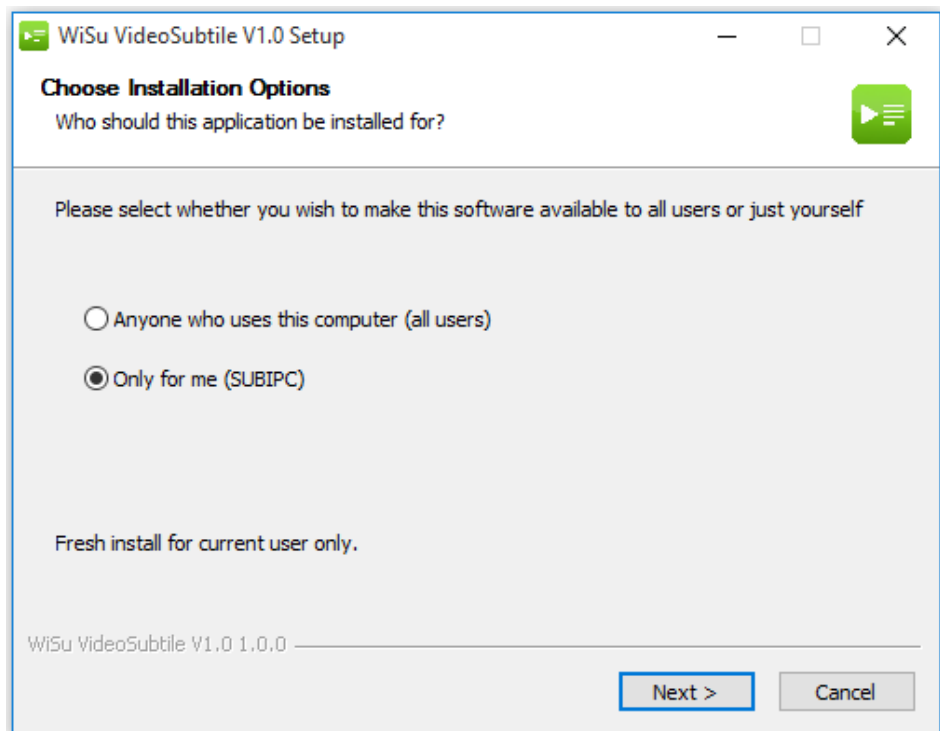 WiSu VideoSubtile V1.0 Setup
Choose Installation Options
Who should this application be installed for?
Please select whether you wish to make this software available to all users or just yourself
Anyone who uses this computer (all users)
Only for me (SUBIPC)
Fresh install for current user only.
WiSu VideoSubtile V1.0 1.0.0
Next >
Cancel